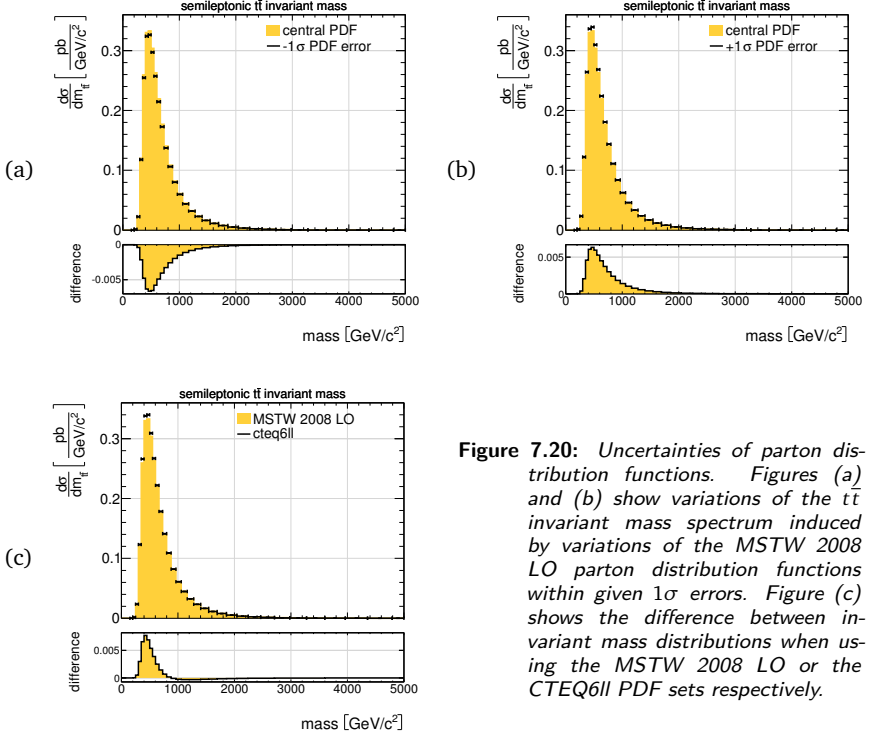 semileptonic tt̄ invariant mass
dσ/dm_tt̄ [pb/GeV/c²]
central PDF
-1σ PDF error
0.3
0.2
0.1
0
(a)
difference
0
-0.005
0 1000 2000 3000 4000 5000
mass [GeV/c²]
semileptonic tt̄ invariant mass
dσ/dm_tt̄ [pb/GeV/c²]
central PDF
+1σ PDF error
0.3
0.2
0.1
0
(b)
difference
0.005
0
0 1000 2000 3000 4000 5000
mass [GeV/c²]
semileptonic tt̄ invariant mass
dσ/dm_tt̄ [pb/GeV/c²]
MSTW 2008 LO
cteq6ll
0.3
0.2
0.1
0
(c)
difference
0.005
0
0 1000 2000 3000 4000 5000
mass [GeV/c²]
Figure 7.20: Uncertainties of parton dis-
tribution functions. Figures (a)
and (b) show variations of the tt̄
invariant mass spectrum induced
by variations of the MSTW 2008
LO parton distribution functions
within given 1σ errors. Figure (c)
shows the difference between in-
variant mass distributions when us-
ing the MSTW 2008 LO or the
CTEQ6ll PDF sets respectively.